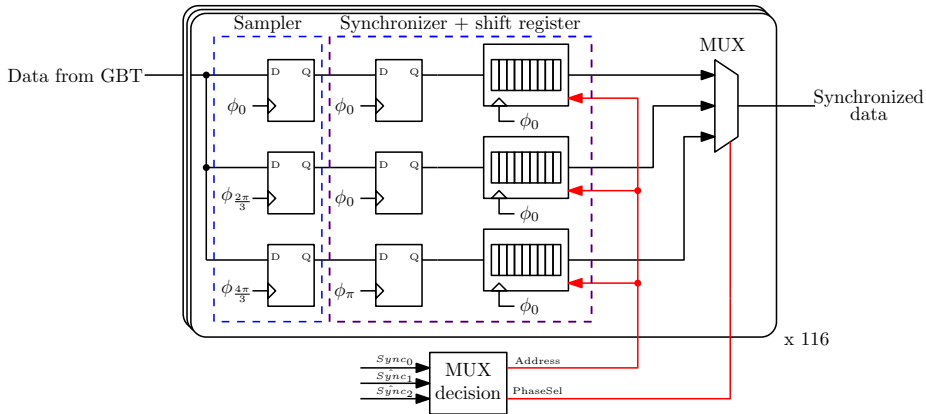 Sampler
Synchronizer + shift register
MUX
Data from GBT
D Q
ϕ0
D Q
ϕ0
ϕ0
Synchronized
data
D Q
ϕ2π/3
D Q
ϕ0
ϕ0
D Q
ϕ4π/3
D Q
ϕπ
ϕ0
x 116
Sync0
Sync1
Sync2
MUX
decision
Address
PhaseSel